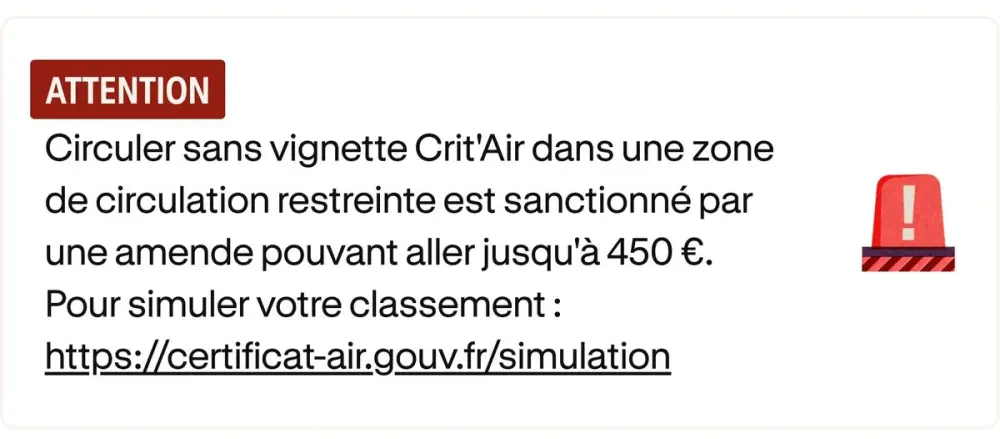 ATTENTION
Circuler sans vignette Crit'Air dans une zone
de circulation restreinte est sanctionné par
une amende pouvant aller jusqu'à 450 €.
Pour simuler votre classement :
https://certificat-air.gouv.fr/simulation